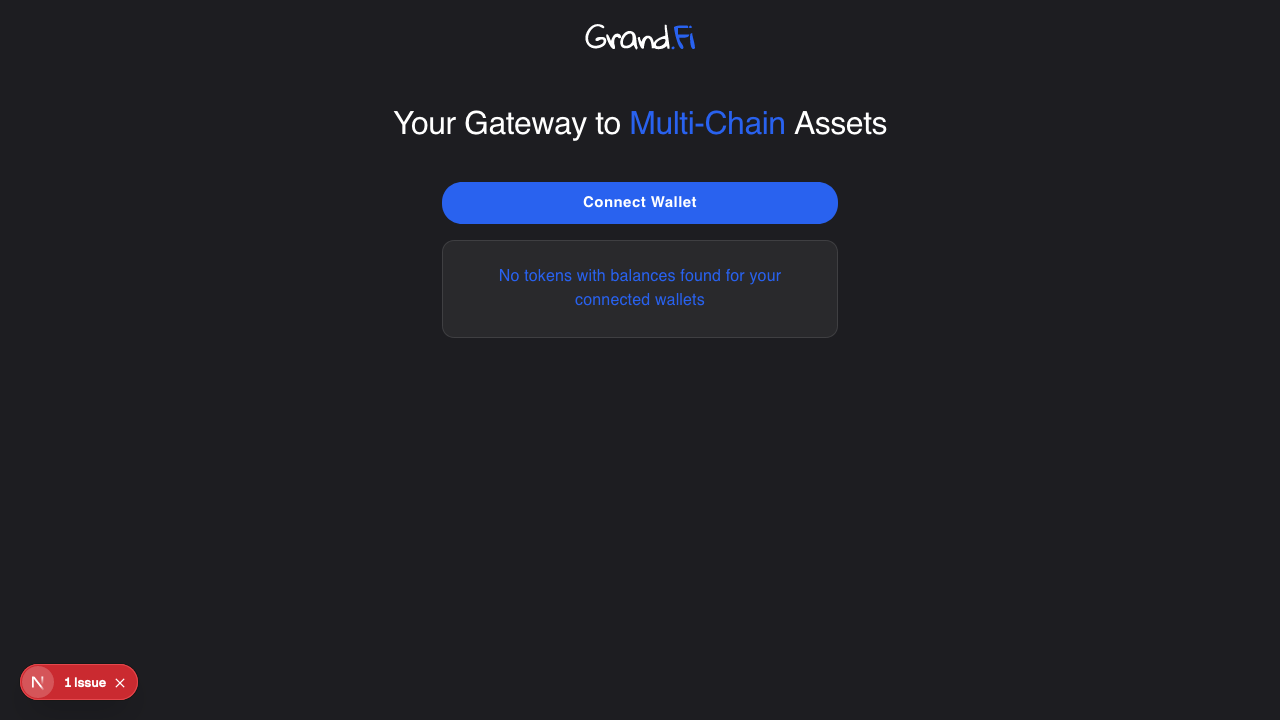 Grand.Fi
Your Gateway to Multi-Chain Assets
Connect Wallet
No tokens with balances found for your
connected wallets
1 Issue